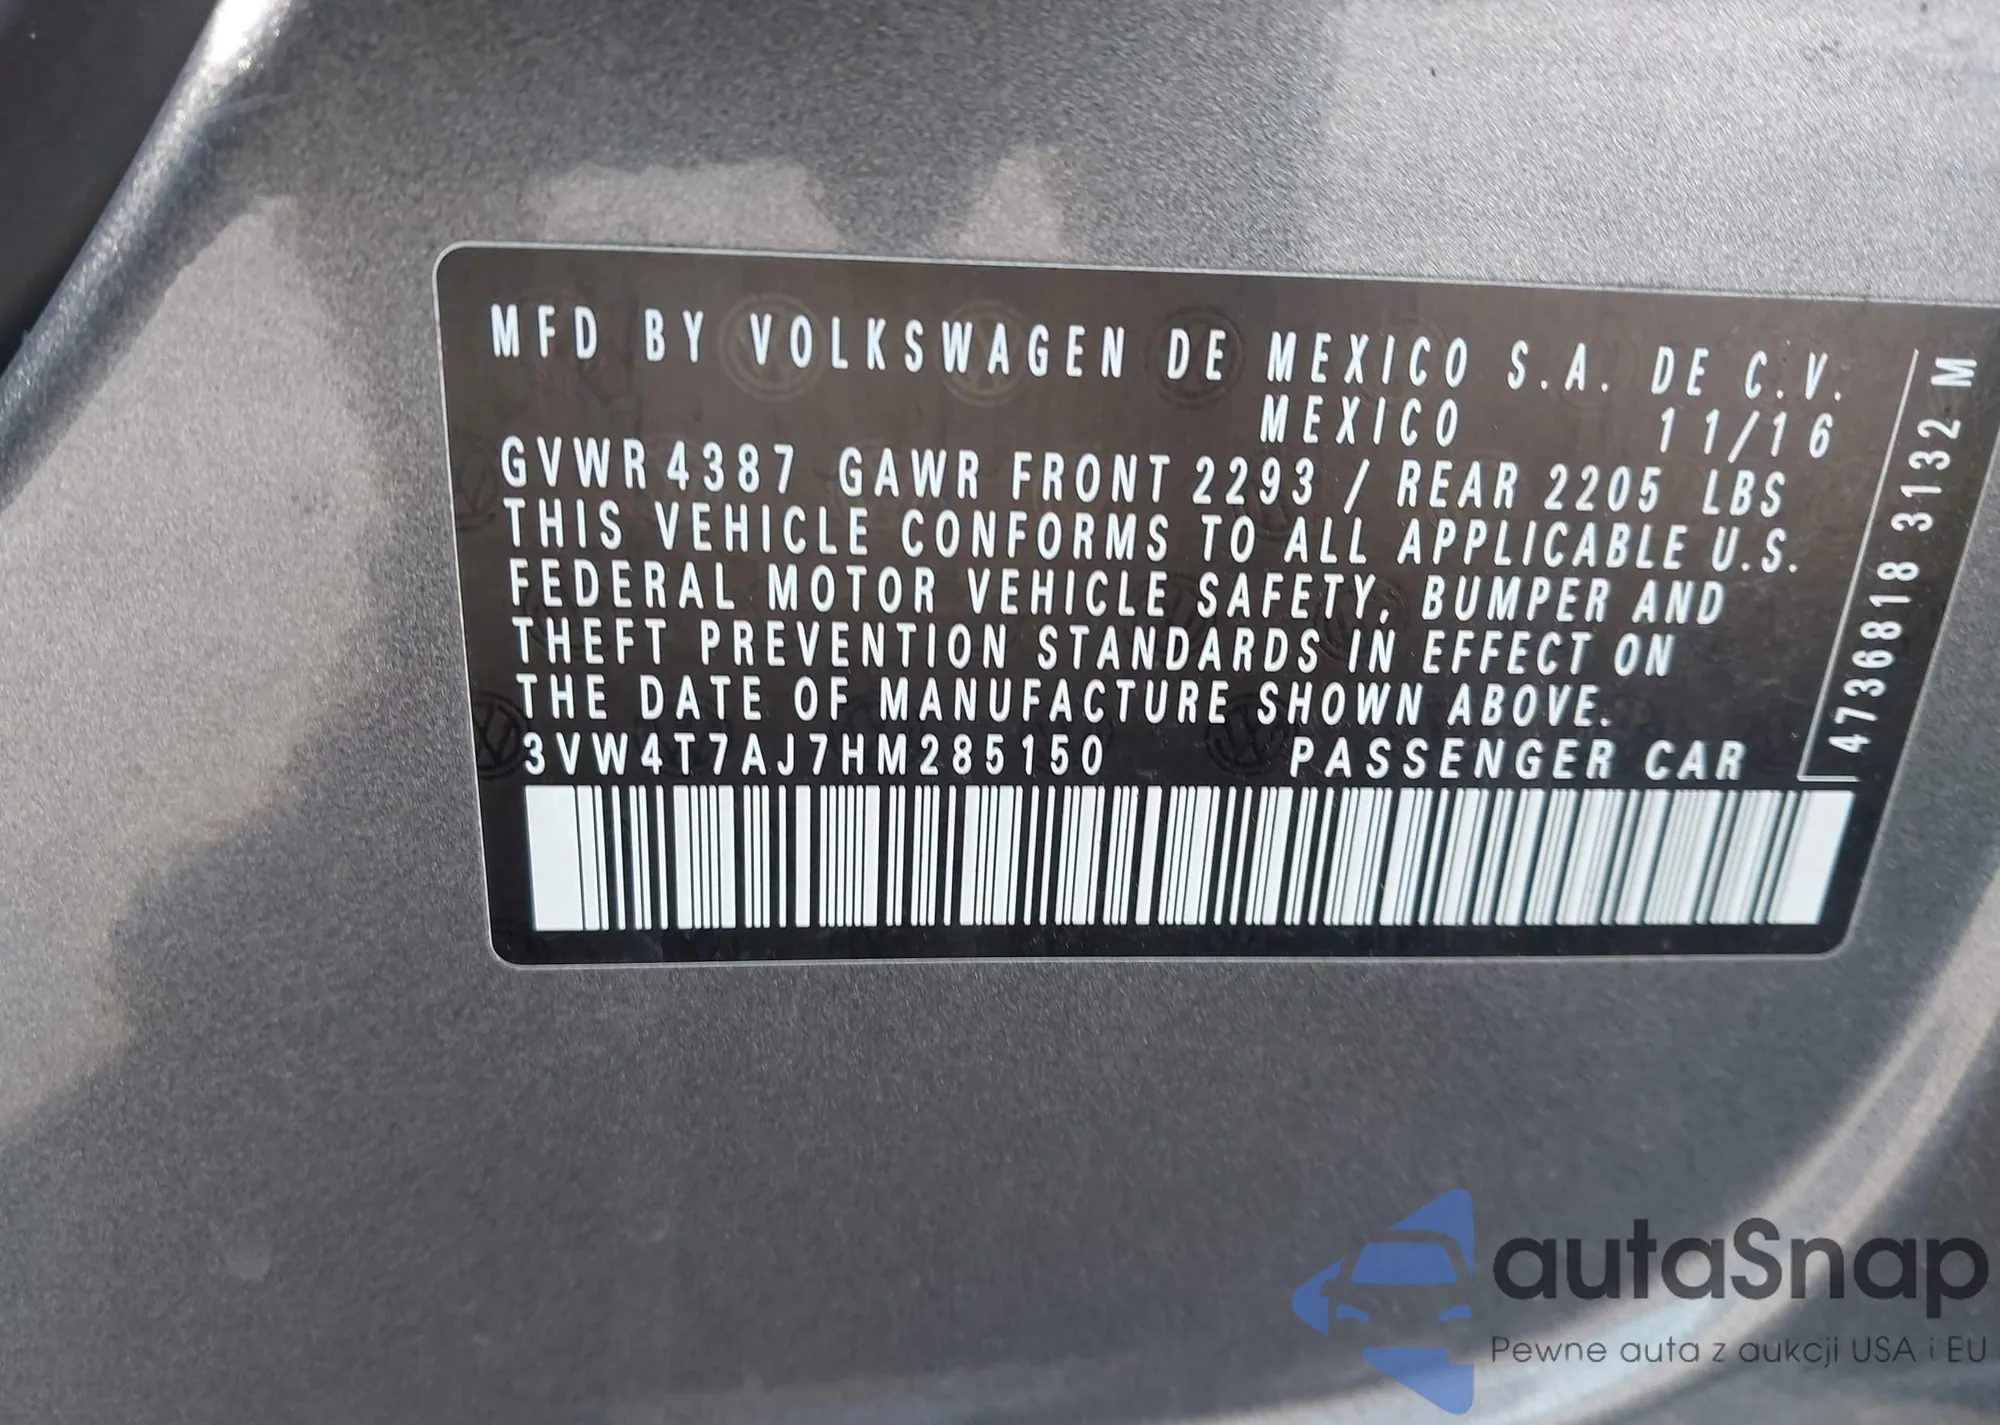 MFD BY VOLKSWAGEN DE MEXICO S.A. DE C.V.
MEXICO 11/16
GVWR 4387 GAWR FRONT 2293 / REAR 2205 LBS
THIS VEHICLE CONFORMS TO ALL APPLICABLE U.S.
FEDERAL MOTOR VEHICLE SAFETY, BUMPER AND
THEFT PREVENTION STANDARDS IN EFFECT ON
THE DATE OF MANUFACTURE SHOWN ABOVE.
3VW4T7AJ7HM285150 PASSENGER CAR
4736818 3132 M
autaSnap
Pewne auta z aukcji USA i EU